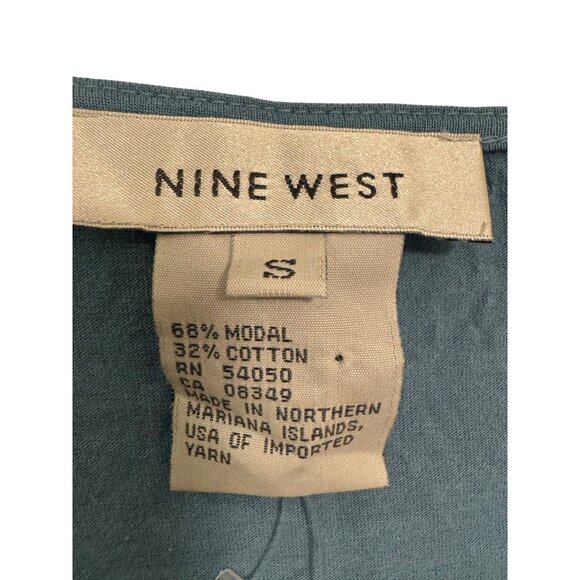 NINE WEST
S
68% MODAL
32% COTTON
RN 54050
CA 08349
MADE IN NORTHERN
MARIANA ISLANDS,
USA OF IMPORTED
YARN